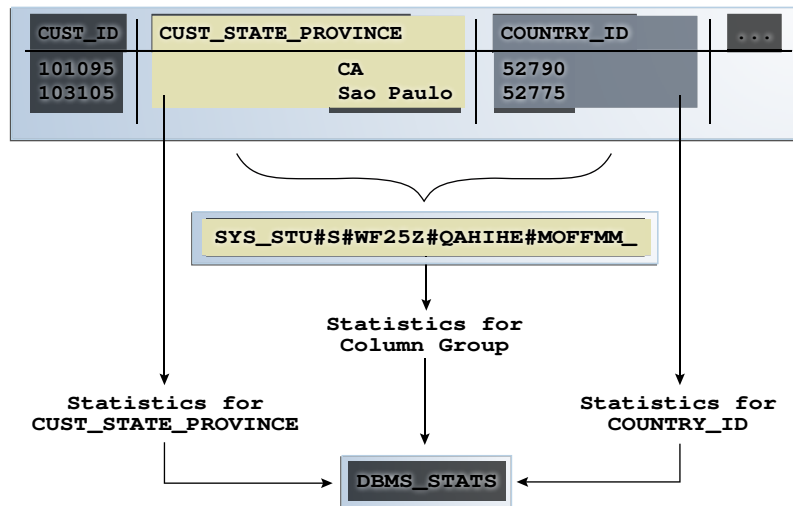 CUST_ID CUST_STATE_PROVINCE COUNTRY_ID ...
101095 CA 52790
103105 Sao Paulo 52775
SYS_STU#S#WF25Z#QAHIHE#MOFFMM_
Statistics for
Column Group
Statistics for
CUST_STATE_PROVINCE
Statistics for
COUNTRY_ID
DBMS_STATS